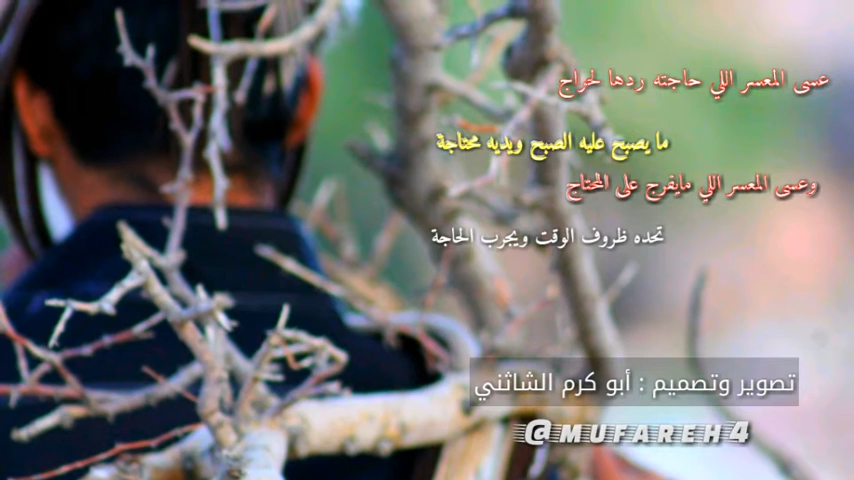 عسى المعسر اللي حاجته ردها لحراج
ما يصبح عليه الصبح ويديه محتاجة
وعسى المعسر اللي مايفرج على المحتاج
تحده ظروف الوقت ويجرب الحاجة
تصوير وتصميم : أبو كرم الشاثني
@MUFAREH4